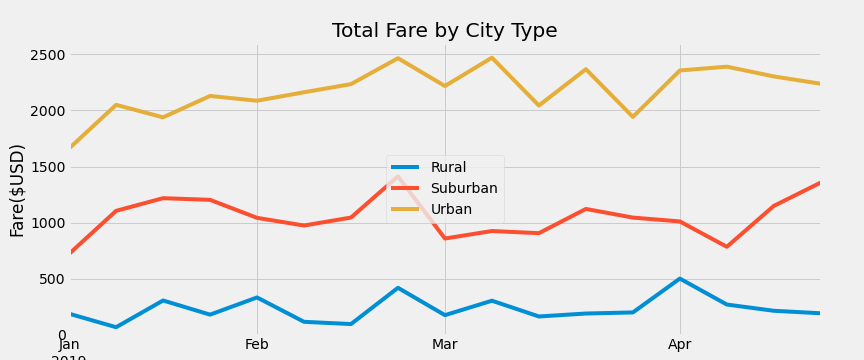 Total Fare by City Type
Fare($USD)
2500
2000
1500
1000
500
0
Rural
Suburban
Urban
Jan
Feb
Mar
Apr
2019